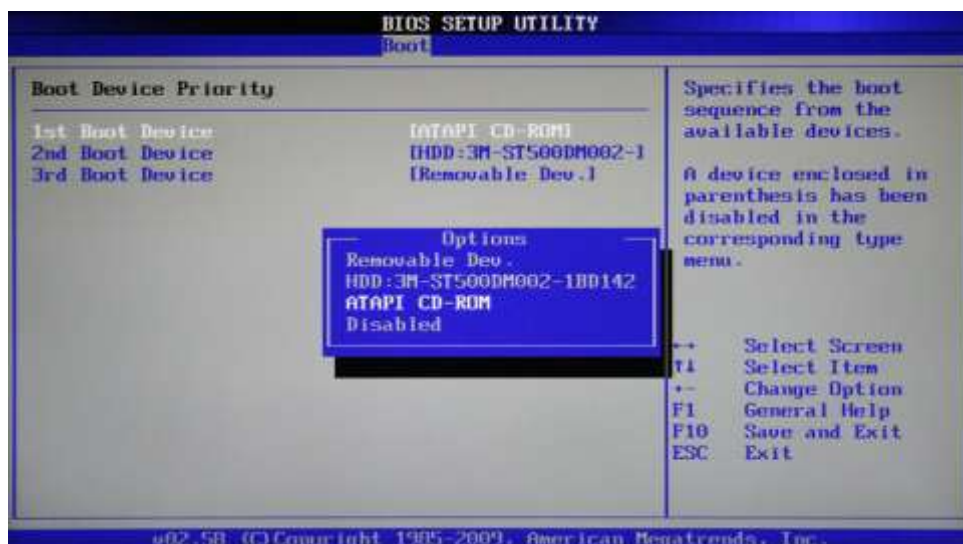 BIOS SETUP UTILITY
Boot
Boot Device Priority
1st Boot Device [ATAPI CD-ROM]
2nd Boot Device [HDD:3M-ST500DM002-]
3rd Boot Device [Removable Dev.]
Options
Removable Dev.
HDD:3M-ST500DM002-1BD142
ATAPI CD-ROM
Disabled
Specifies the boot
sequence from the
available devices.
A device enclosed in
parenthesis has been
disabled in the
corresponding type
menu.
↔ Select Screen
↑↓ Select Item
+- Change Option
F1 General Help
F10 Save and Exit
ESC Exit
v02.58 (C)Copyright 1985-2009, American Megatrends, Inc.